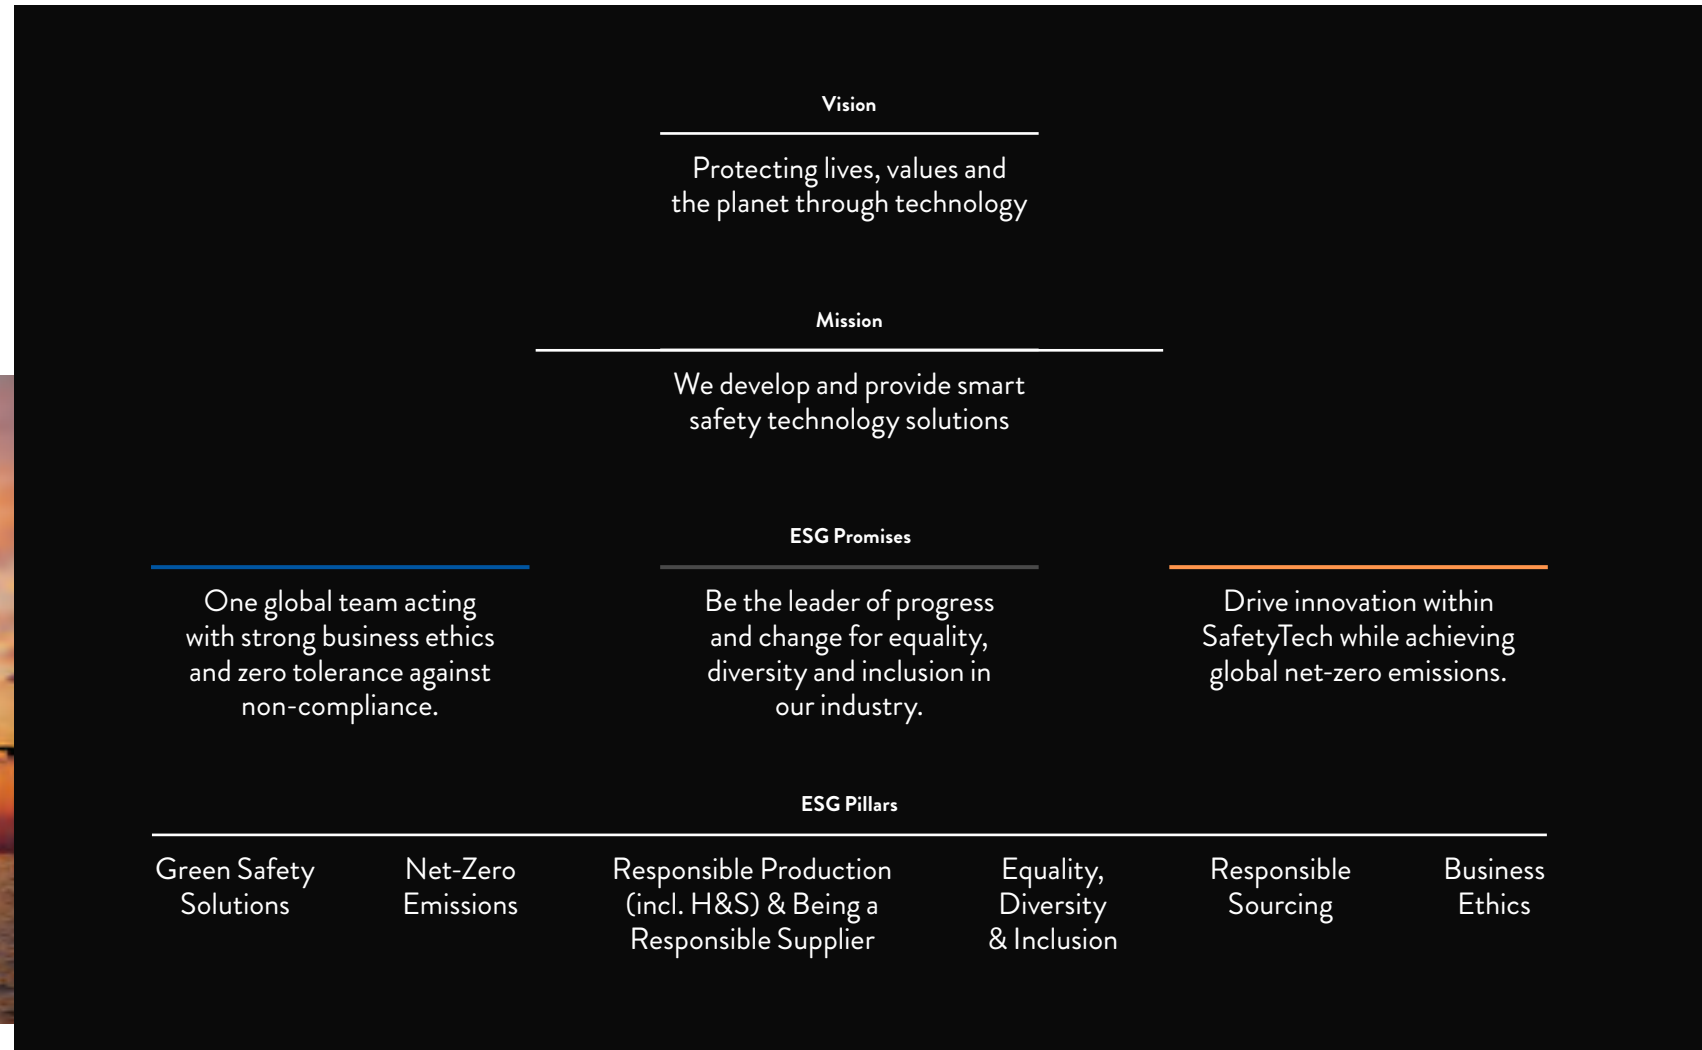 Vision
Protecting lives, values and
the planet through technology
Mission
We develop and provide smart
safety technology solutions
ESG Promises
One global team acting
with strong business ethics
and zero tolerance against
non-compliance.
Be the leader of progress
and change for equality,
diversity and inclusion in
our industry.
Drive innovation within
SafetyTech while achieving
global net-zero emissions.
ESG Pillars
Green Safety
Solutions
Net-Zero
Emissions
Responsible Production
(incl. H&S) & Being a
Responsible Supplier
Equality,
Diversity
& Inclusion
Responsible
Sourcing
Business
Ethics